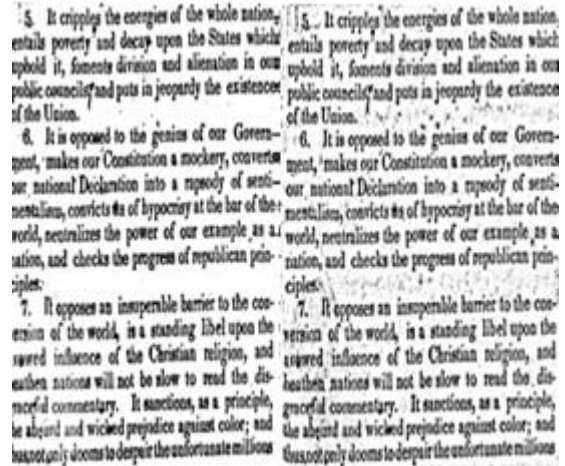 5. It cripples the energies of the whole nation,
entails poverty and decay upon the States which
uphold it, foments division and alienation in our
public councils, and puts in jeopardy the existence
of the Union.
6. It is opposed to the genius of our Govern-
ment, makes our Constitution a mockery, converts
our national Declaration into a rapsody of senti-
mentalism, convicts us of hypocrisy at the bar of the
world, neutralizes the power of our example as a
nation, and checks the progress of republican prin-
ciples.
7. It opposes an insuperable barrier to the con-
version of the world, is a standing libel upon the
avowed influence of the Christian religion, and
heathen nations will not be slow to read the dis-
graceful commentary. It sanctions, as a principle,
the absurd and wicked prejudice against color; and
thus not only dooms to despair the unfortunate millions
5. It cripples the energies of the whole nation,
entails poverty and decay upon the States which
uphold it, foments division and alienation in our
public councils, and puts in jeopardy the existence
of the Union.
6. It is opposed to the genius of our Govern-
ment, makes our Constitution a mockery, converts
our national Declaration into a rapsody of senti-
mentalism, convicts us of hypocrisy at the bar of the
world, neutralizes the power of our example as a
nation, and checks the progress of republican prin-
ciples.
7. It opposes an insuperable barrier to the con-
version of the world, is a standing libel upon the
avowed influence of the Christian religion, and
heathen nations will not be slow to read the dis-
graceful commentary. It sanctions, as a principle,
the absurd and wicked prejudice against color; and
thus not only dooms to despair the unfortunate millions